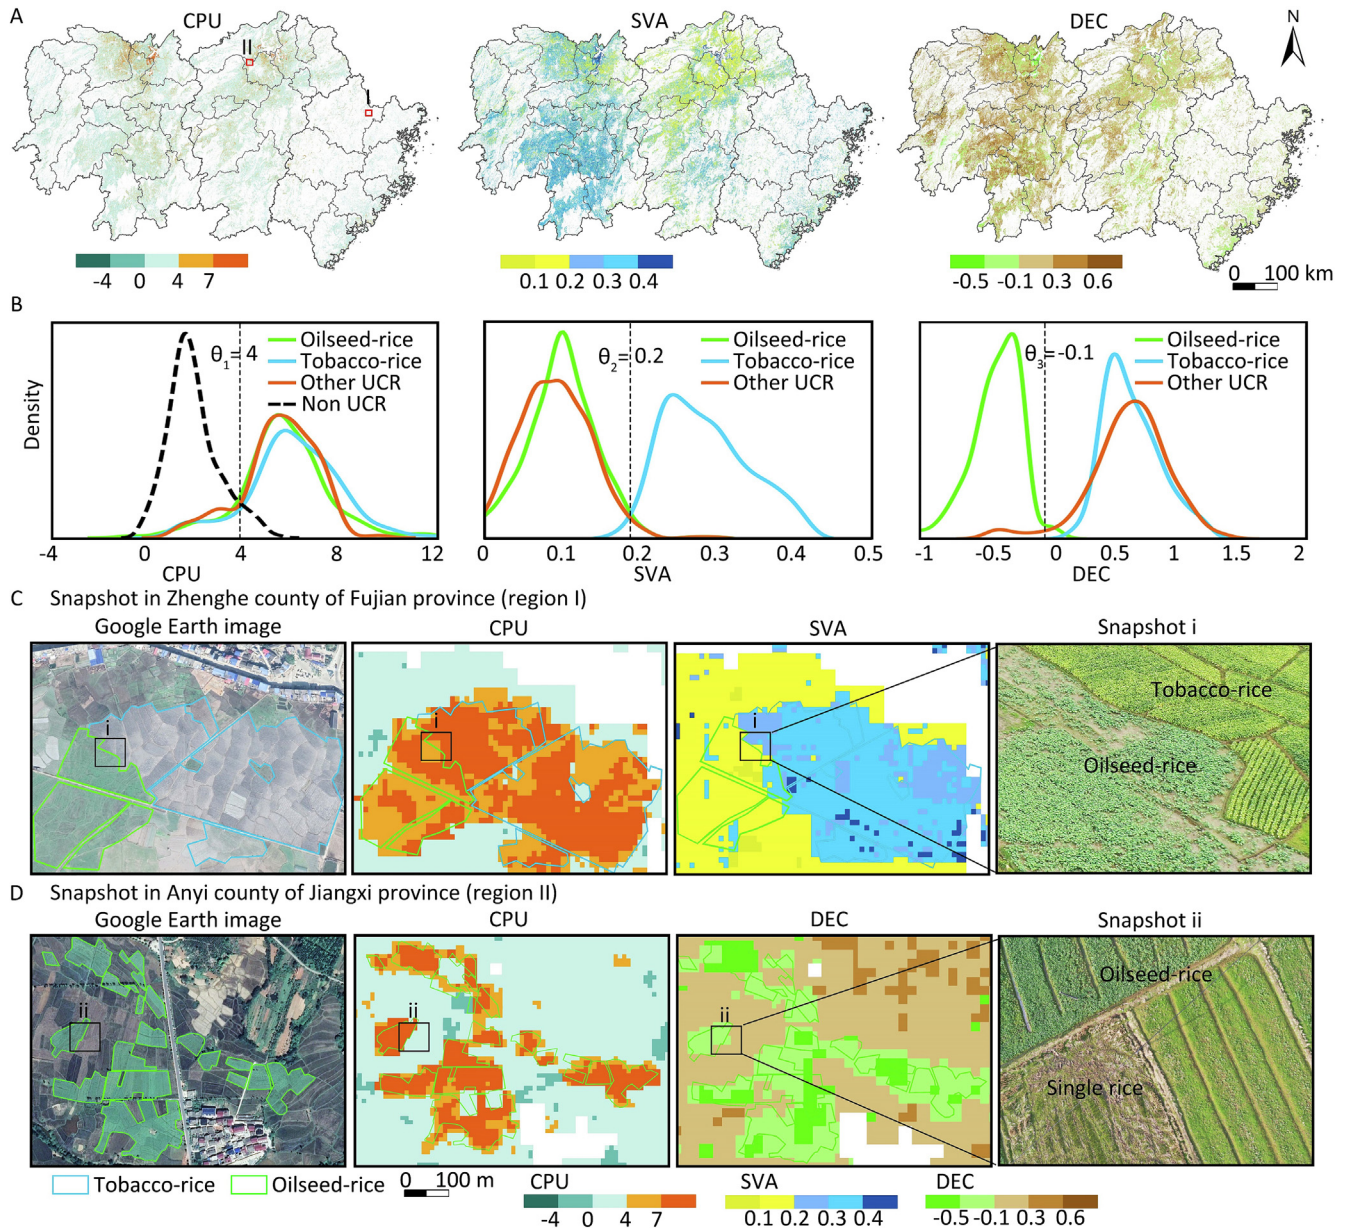 A
CPU
SVA
DEC
N
II
I
-4 0 4 7
0.1 0.2 0.3 0.4
-0.5 -0.1 0.3 0.6
0 100 km
B
Density
θ1= 4
Oilseed-rice
Tobacco-rice
Other UCR
Non UCR
-4 0 4 8 12
CPU
θ2= 0.2
Oilseed-rice
Tobacco-rice
Other UCR
0 0.1 0.2 0.3 0.4 0.5
SVA
θ3= -0.1
Oilseed-rice
Tobacco-rice
Other UCR
-1 -0.5 0 0.5 1 1.5 2
DEC
C Snapshot in Zhenghe county of Fujian province (region I)
Google Earth image
CPU
SVA
Snapshot i
i
i
i
Tobacco-rice
Oilseed-rice
D Snapshot in Anyi county of Jiangxi province (region II)
Google Earth image
CPU
DEC
Snapshot ii
ii
ii
ii
Oilseed-rice
Single rice
Tobacco-rice
Oilseed-rice
0 100 m
CPU
-4 0 4 7
SVA
0.1 0.2 0.3 0.4
DEC
-0.5 -0.1 0.3 0.6